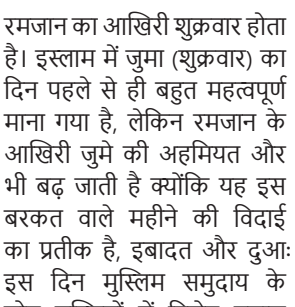 रमजान का आखिरी शुक्रवार होता
है। इस्लाम में जुमा (शुक्रवार) का
दिन पहले से ही बहुत महत्वपूर्ण
माना गया है, लेकिन रमजान के
आखिरी जुमे की अहमियत और
भी बढ़ जाती है क्योंकि यह इस
बरकत वाले महीने की विदाई
का प्रतीक है, इबादत और दुआः
इस दिन मुस्लिम समुदाय के